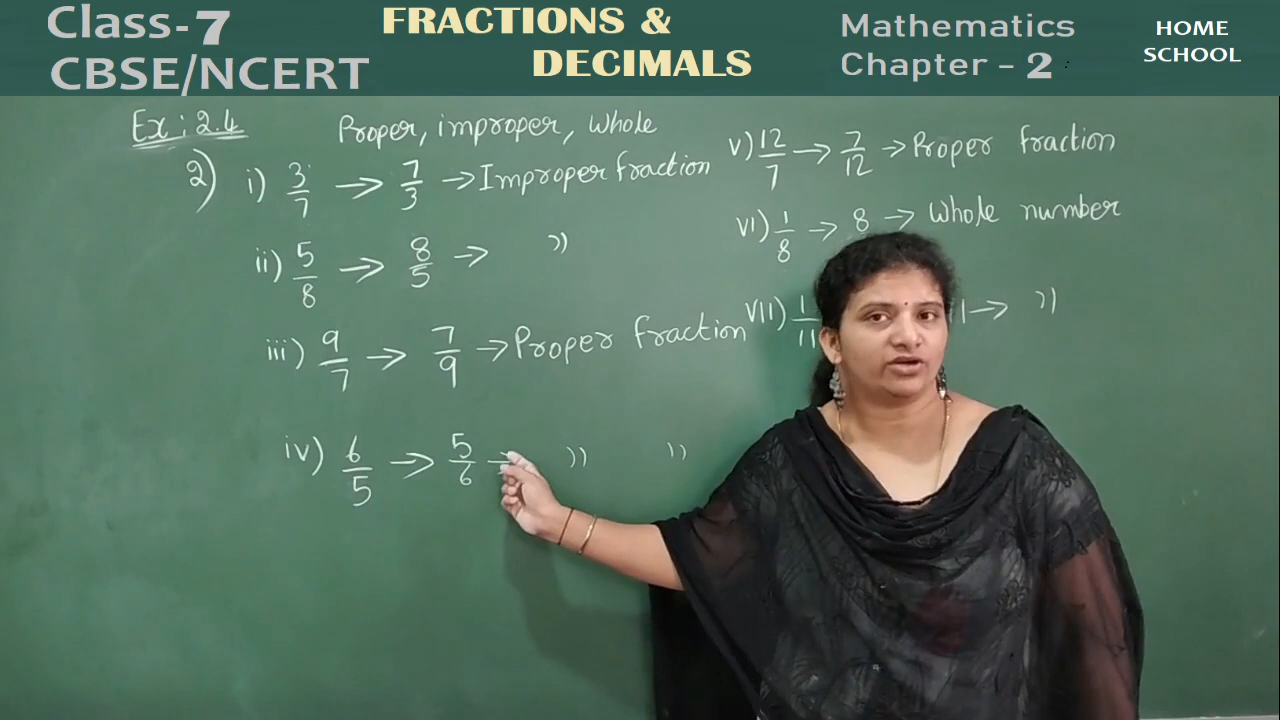 Class-7
CBSE/NCERT
FRACTIONS &
DECIMALS
Mathematics
Chapter - 2
HOME
SCHOOL
Ex : 2.4
Proper, improper, whole
2) i) 3/7 → 7/3 → Improper fraction
ii) 5/8 → 8/5 → 〃
iii) 9/7 → 7/9 → Proper fraction
iv) 6/5 → 5/6 → 〃 〃
v) 12/7 → 7/12 → Proper fraction
vi) 1/8 → 8 → Whole number
vii) 1/11 1 → 〃